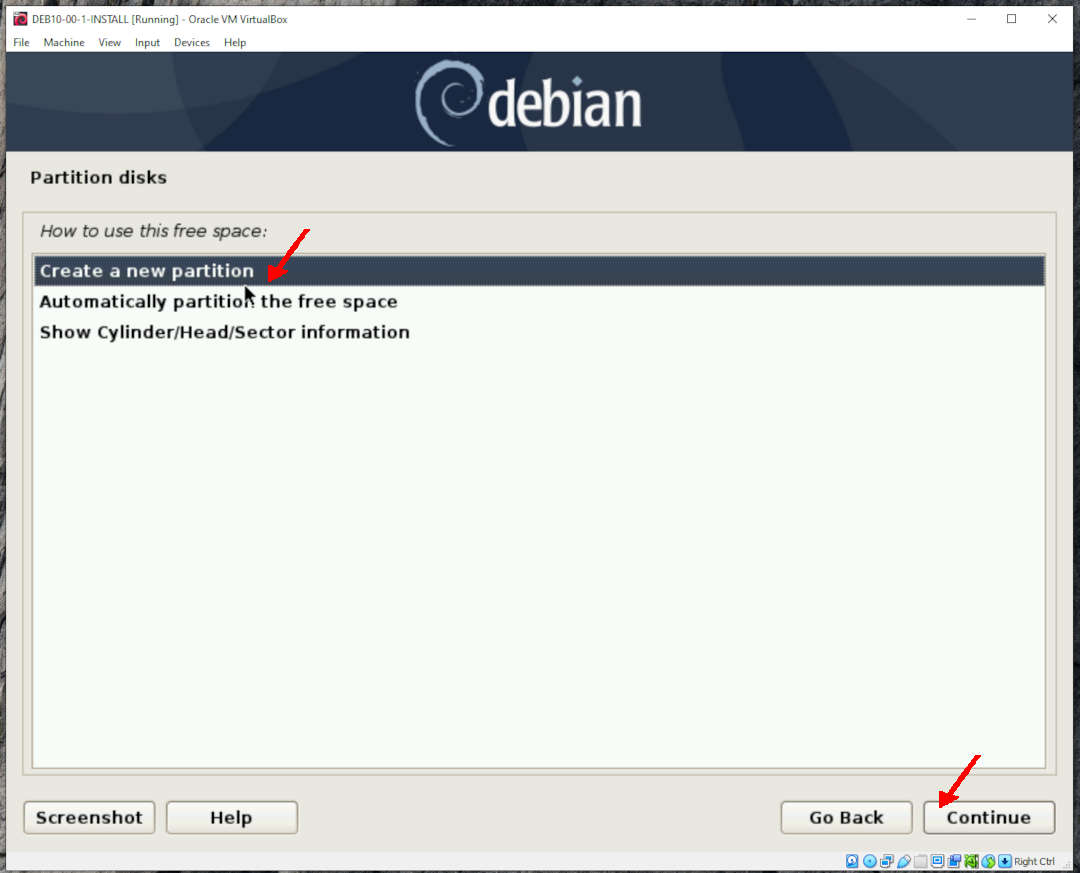 DEB10-00-1-INSTALL [Running] - Oracle VM VirtualBox
File Machine View Input Devices Help
debian
Partition disks
How to use this free space:
Create a new partition
Automatically partition the free space
Show Cylinder/Head/Sector information
Screenshot Help Go Back Continue
Right Ctrl